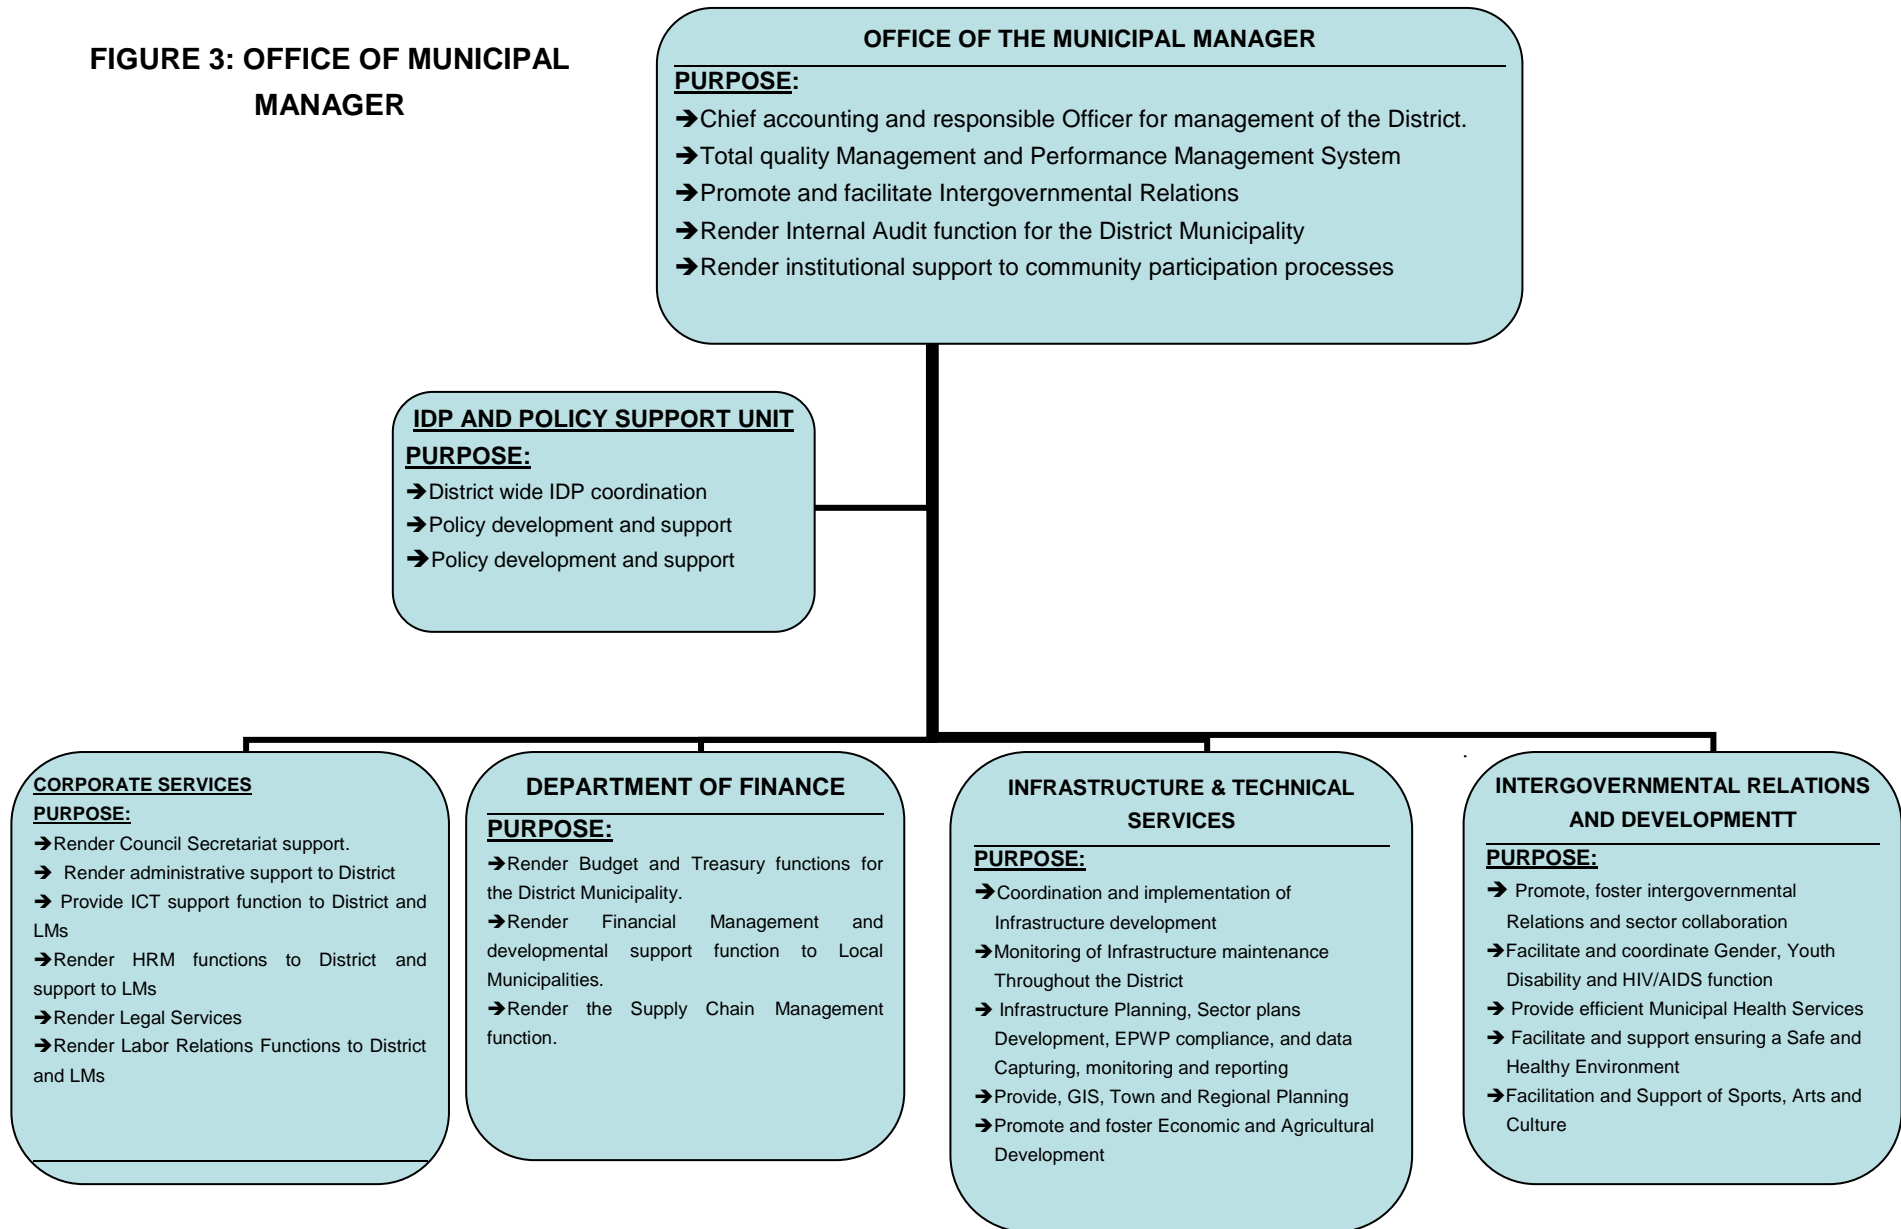 FIGURE 3: OFFICE OF MUNICIPAL
MANAGER
OFFICE OF THE MUNICIPAL MANAGER
PURPOSE:
➔Chief accounting and responsible Officer for management of the District.
➔Total quality Management and Performance Management System
➔Promote and facilitate Intergovernmental Relations
➔Render Internal Audit function for the District Municipality
➔Render institutional support to community participation processes
IDP AND POLICY SUPPORT UNIT
PURPOSE:
➔District wide IDP coordination
➔Policy development and support
➔Policy development and support
CORPORATE SERVICES
PURPOSE:
➔Render Council Secretariat support.
➔ Render administrative support to District
➔ Provide ICT support function to District and
LMs
➔Render HRM functions to District and
support to LMs
➔Render Legal Services
➔Render Labor Relations Functions to District
and LMs
DEPARTMENT OF FINANCE
PURPOSE:
➔Render Budget and Treasury functions for
the District Municipality.
➔Render Financial Management and
developmental support function to Local
Municipalities.
➔Render the Supply Chain Management
function.
INFRASTRUCTURE & TECHNICAL
SERVICES
PURPOSE:
➔Coordination and implementation of
Infrastructure development
➔Monitoring of Infrastructure maintenance
Throughout the District
➔ Infrastructure Planning, Sector plans
Development, EPWP compliance, and data
Capturing, monitoring and reporting
➔Provide, GIS, Town and Regional Planning
➔Promote and foster Economic and Agricultural
Development
INTERGOVERNMENTAL RELATIONS
AND DEVELOPMENTT
PURPOSE:
➔ Promote, foster intergovernmental
Relations and sector collaboration
➔Facilitate and coordinate Gender, Youth
Disability and HIV/AIDS function
➔ Provide efficient Municipal Health Services
➔ Facilitate and support ensuring a Safe and
Healthy Environment
➔Facilitation and Support of Sports, Arts and
Culture